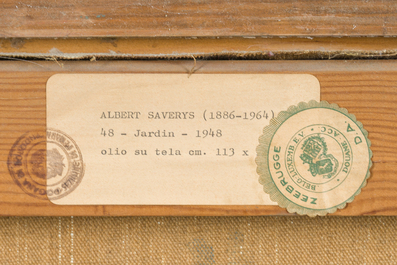 ALBERT SAVERYS (1886-1964)
48 - Jardin - 1948
olio su tela cm. 113 x
ZEEBRUGGE
D.A.